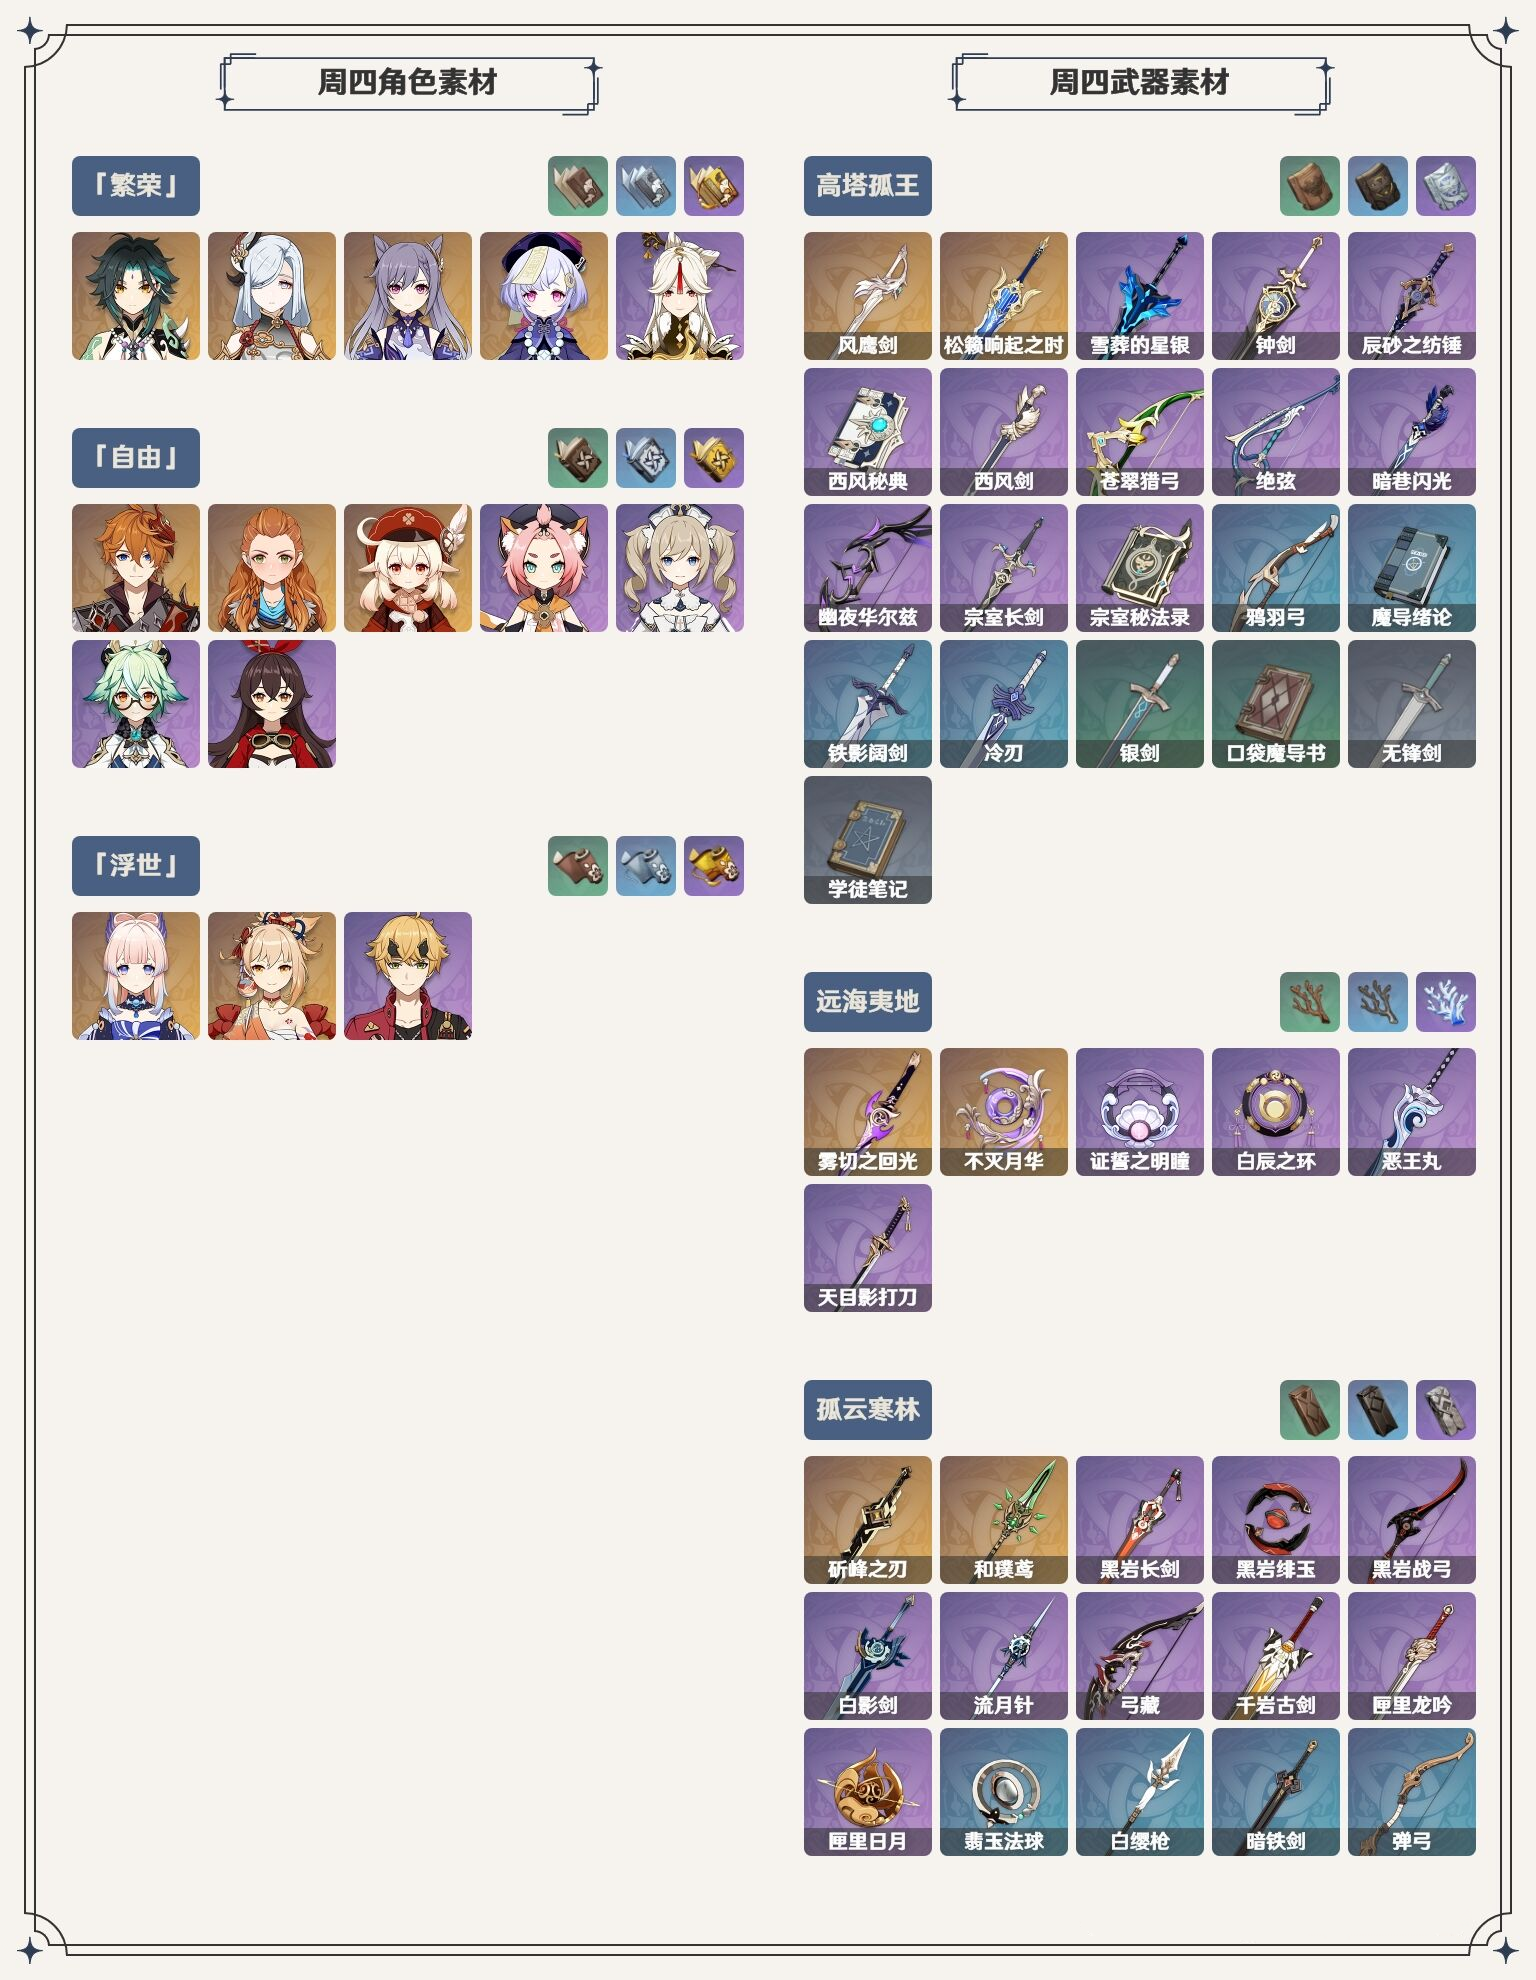 周四角色素材
「繁荣」
「自由」
「浮世」
周四武器素材
高塔孤王
风鹰剑
松籁响起之时
雪葬的星银
钟剑
辰砂之纺锤
西风秘典
西风剑
苍翠猎弓
绝弦
暗巷闪光
幽夜华尔兹
宗室长剑
宗室秘法录
鸦羽弓
魔导绪论
铁影阔剑
冷刃
银剑
口袋魔导书
无锋剑
学徒笔记
远海夷地
雾切之回光
不灭月华
证誓之明瞳
白辰之环
恶王丸
天目影打刀
孤云寒林
斫峰之刃
和璞鸢
黑岩长剑
黑岩绯玉
黑岩战弓
白影剑
流月针
弓藏
千岩古剑
匣里龙吟
匣里日月
翡玉法球
白缨枪
暗铁剑
弹弓